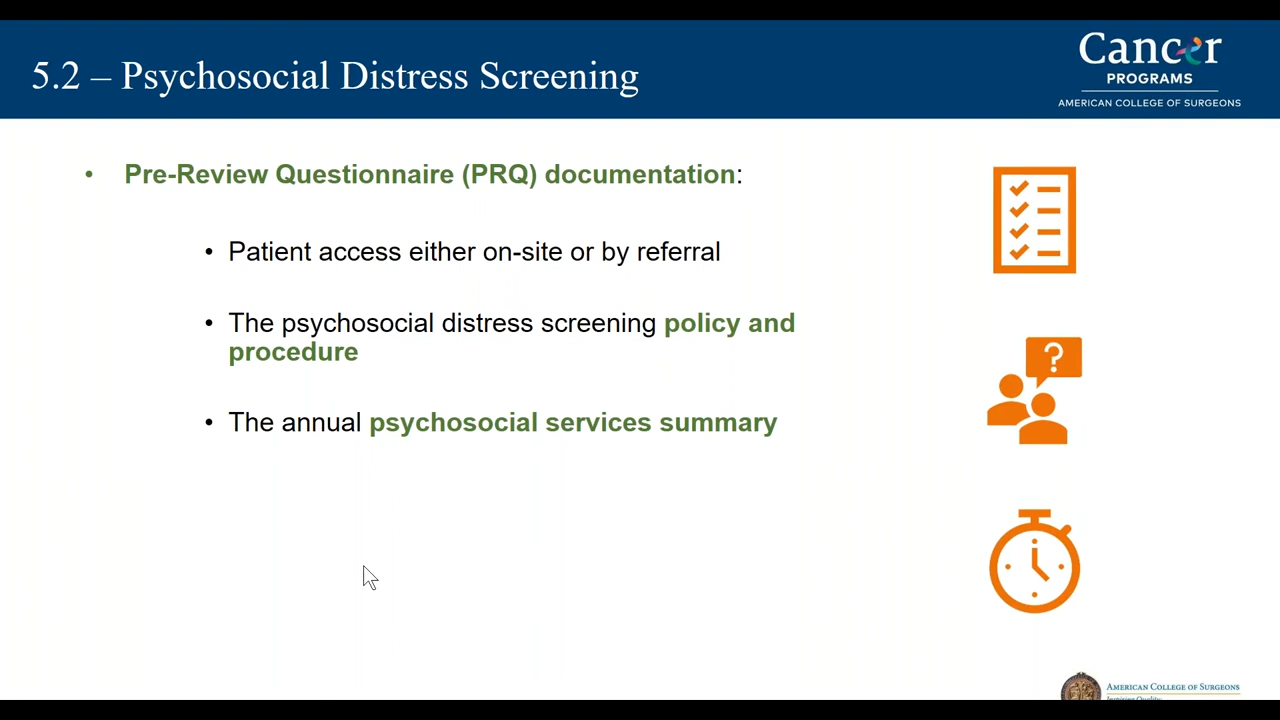 5.2 – Psychosocial Distress Screening
Cancer
PROGRAMS
AMERICAN COLLEGE OF SURGEONS
• Pre-Review Questionnaire (PRQ) documentation:
• Patient access either on-site or by referral
• The psychosocial distress screening policy and
procedure
• The annual psychosocial services summary
?
AMERICAN COLLEGE OF SURGEONS